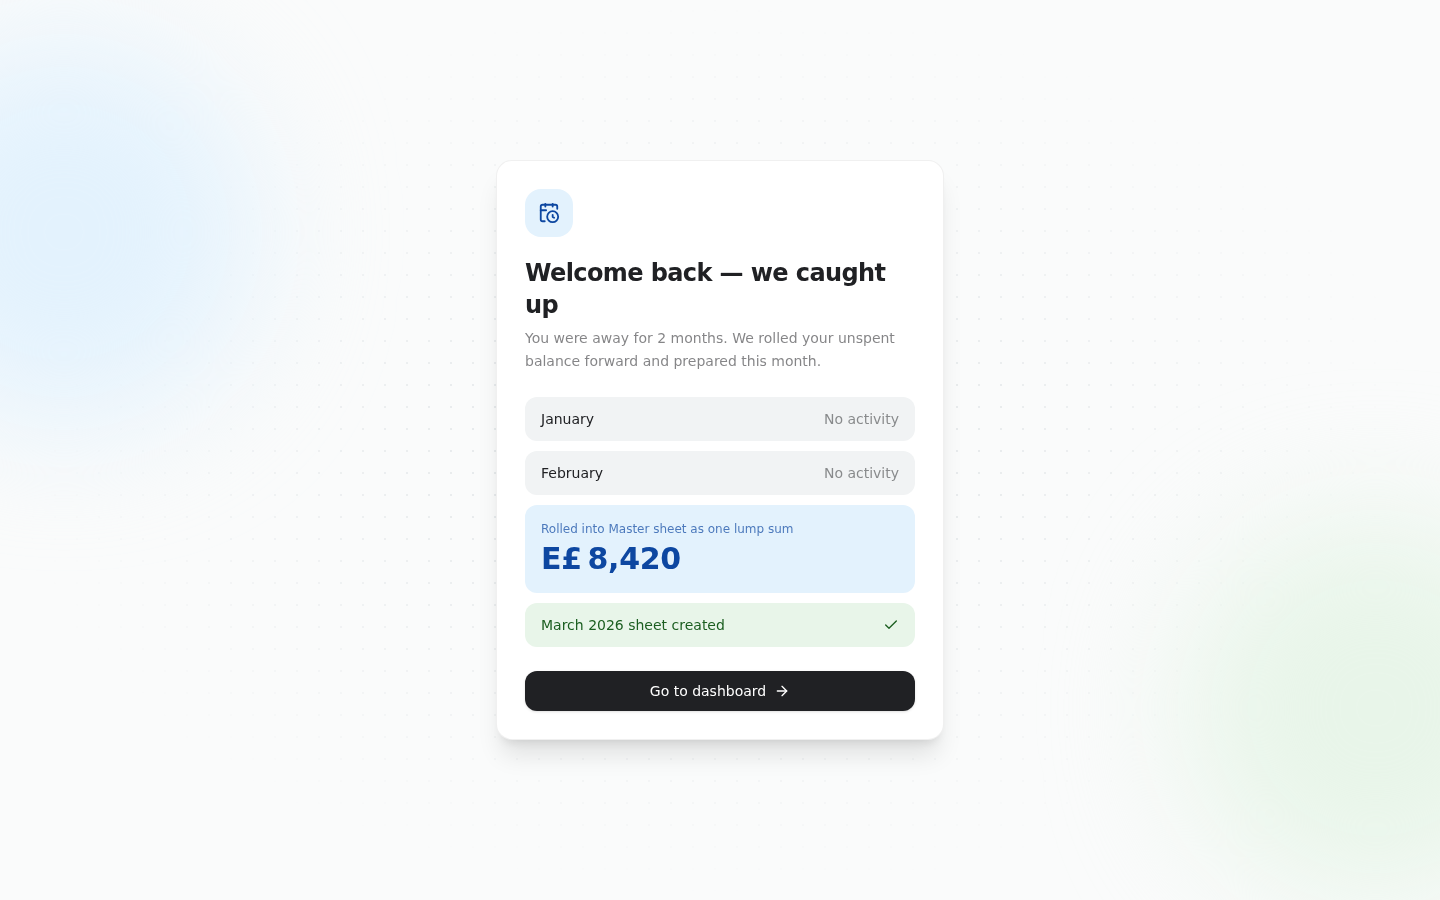 Welcome back — we caught
up
You were away for 2 months. We rolled your unspent
balance forward and prepared this month.
January No activity
February No activity
Rolled into Master sheet as one lump sum
E£ 8,420
March 2026 sheet created
Go to dashboard →